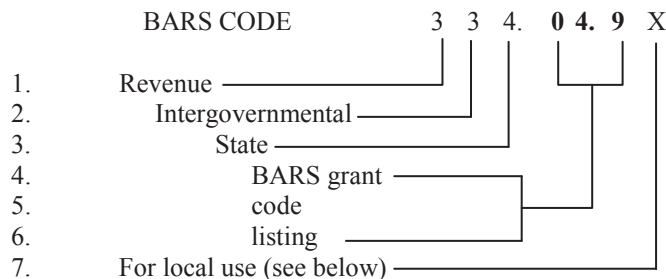 BARS CODE 3 3 4. 0 4. 9 X
1. Revenue
2. Intergovernmental
3. State
4. BARS grant
5. code
6. listing
7. For local use (see below)